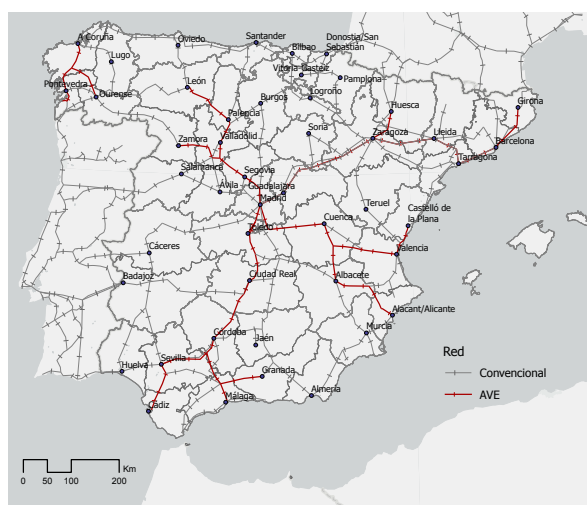 A Coruña
Lugo
Oviedo
Santander
Bilbao
Donostia/San
Sebastián
Vitoria-Gasteiz
Pamplona
Pontevedra
Ourense
León
Burgos
Logroño
Palencia
Huesca
Girona
Zamora
Valladolid
Soria
Zaragoza
Lleida
Barcelona
Tarragona
Salamanca
Segovia
Ávila
Guadalajara
Madrid
Teruel
Castelló de
la Plana
Cuenca
Toledo
Cáceres
Valencia
Badajoz
Ciudad Real
Albacete
Alacant/Alicante
Murcia
Córdoba
Jaén
Huelva
Sevilla
Granada
Almería
Cádiz
Málaga
Red
Convencional
AVE
0 50 100 200
Km